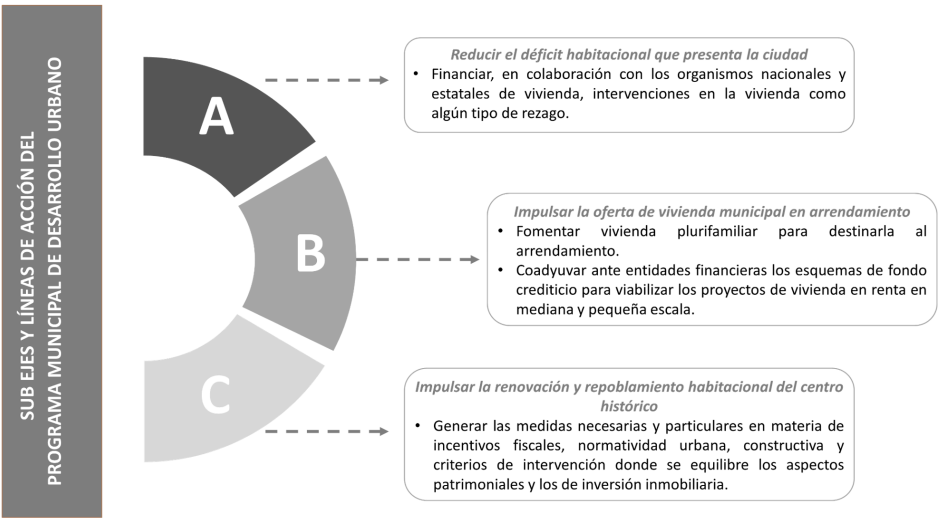 SUB EJES Y LÍNEAS DE ACCIÓN DEL
PROGRAMA MUNICIPAL DE DESARROLLO URBANO
A
Reducir el déficit habitacional que presenta la ciudad
• Financiar, en colaboración con los organismos nacionales y
estatales de vivienda, intervenciones en la vivienda como
algún tipo de rezago.
B
Impulsar la oferta de vivienda municipal en arrendamiento
• Fomentar vivienda plurifamiliar para destinarla al
arrendamiento.
• Coadyuvar ante entidades financieras los esquemas de fondo
crediticio para viabilizar los proyectos de vivienda en renta en
mediana y pequeña escala.
C
Impulsar la renovación y repoblamiento habitacional del centro
histórico
• Generar las medidas necesarias y particulares en materia de
incentivos fiscales, normatividad urbana, constructiva y
criterios de intervención donde se equilibre los aspectos
patrimoniales y los de inversión inmobiliaria.